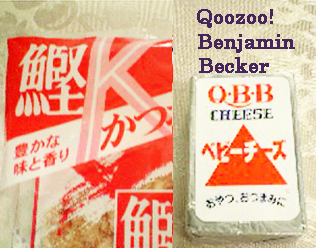 鰹
K
かつ
豊かな
味と香り
鰹
Qoozoo!
Benjamin
Becker
Q・B・B
CHEESE
ベビーチーズ
おやつ、おつまみに